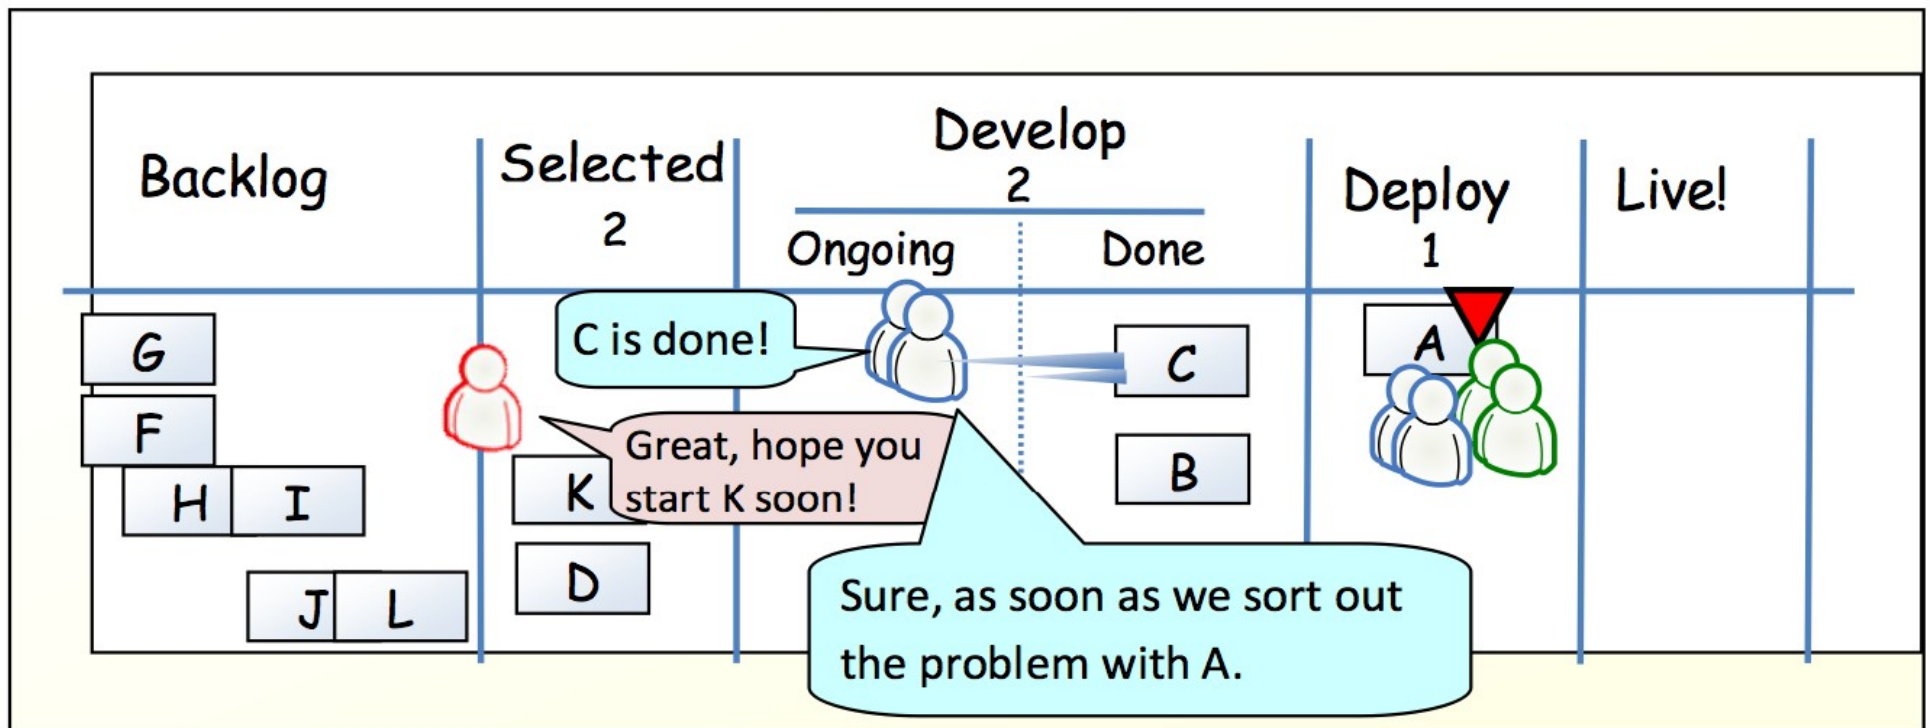 Backlog
Selected
2
Develop
2
Ongoing
Done
Deploy
1
Live!
G
F
H
I
J
L
C is done!
Great, hope you
start K soon!
K
D
C
B
A
Sure, as soon as we sort out
the problem with A.